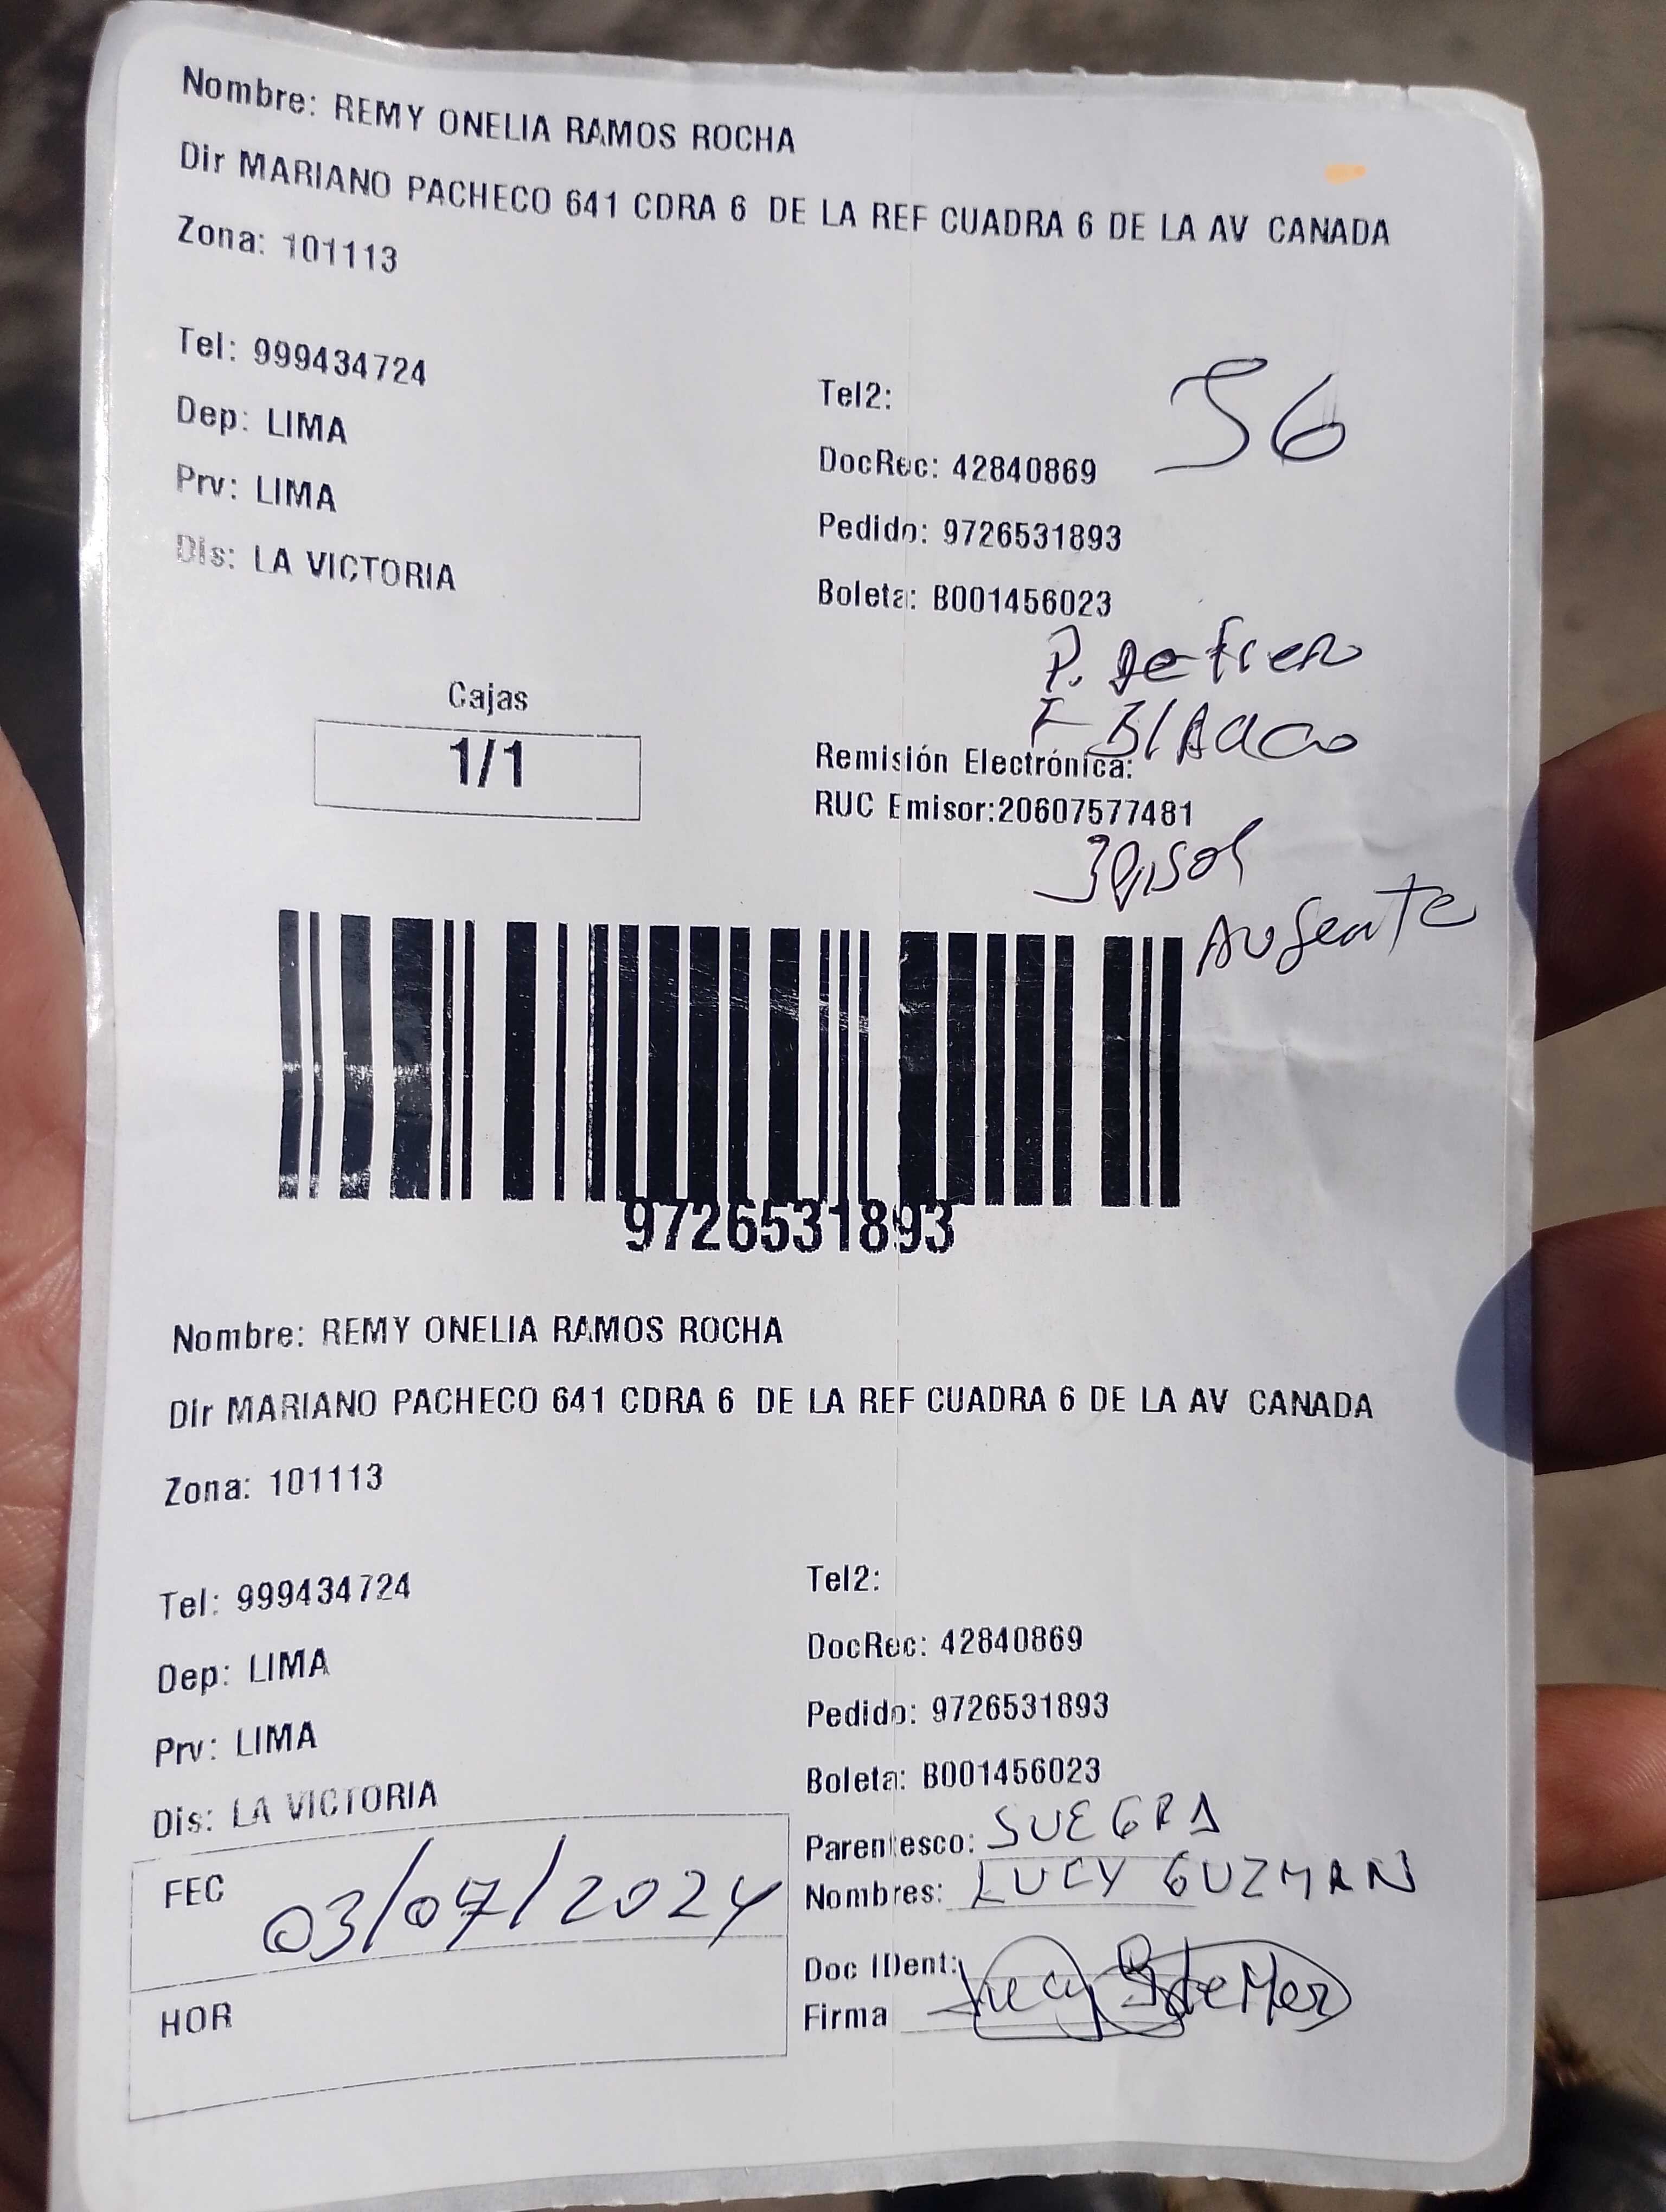 Nombre: REMY ONELIA RAMOS ROCHA
Dir MARIANO PACHECO 641 CDRA 6 DE LA REF CUADRA 6 DE LA AV CANADA
Zona: 101113
Tel: 999434724
Dep: LIMA
Prv: LIMA
Dis: LA VICTORIA
Tel2:
56
DocRec: 42840869
Pedido: 9726531893
Boleta: B001456023
P. De Fierro
Cajas
1/1
Remisión Electrónica:
RUC Emisor:20607577481
Ausente
9726531893
Nombre: REMY ONELIA RAMOS ROCHA
Dir MARIANO PACHECO 641 CDRA 6 DE LA REF CUADRA 6 DE LA AV CANADA
Zona: 101113
Tel: 999434724
Dep: LIMA
Prv: LIMA
Dis: LA VICTORIA
Tel2:
DocRec: 42840869
Pedido: 9726531893
Boleta: B001456023
Parentesco: SUEGRA
Nombres: LUCY GUZMAN
Doc IDent:
Firma
FEC 03/07/2024
HOR